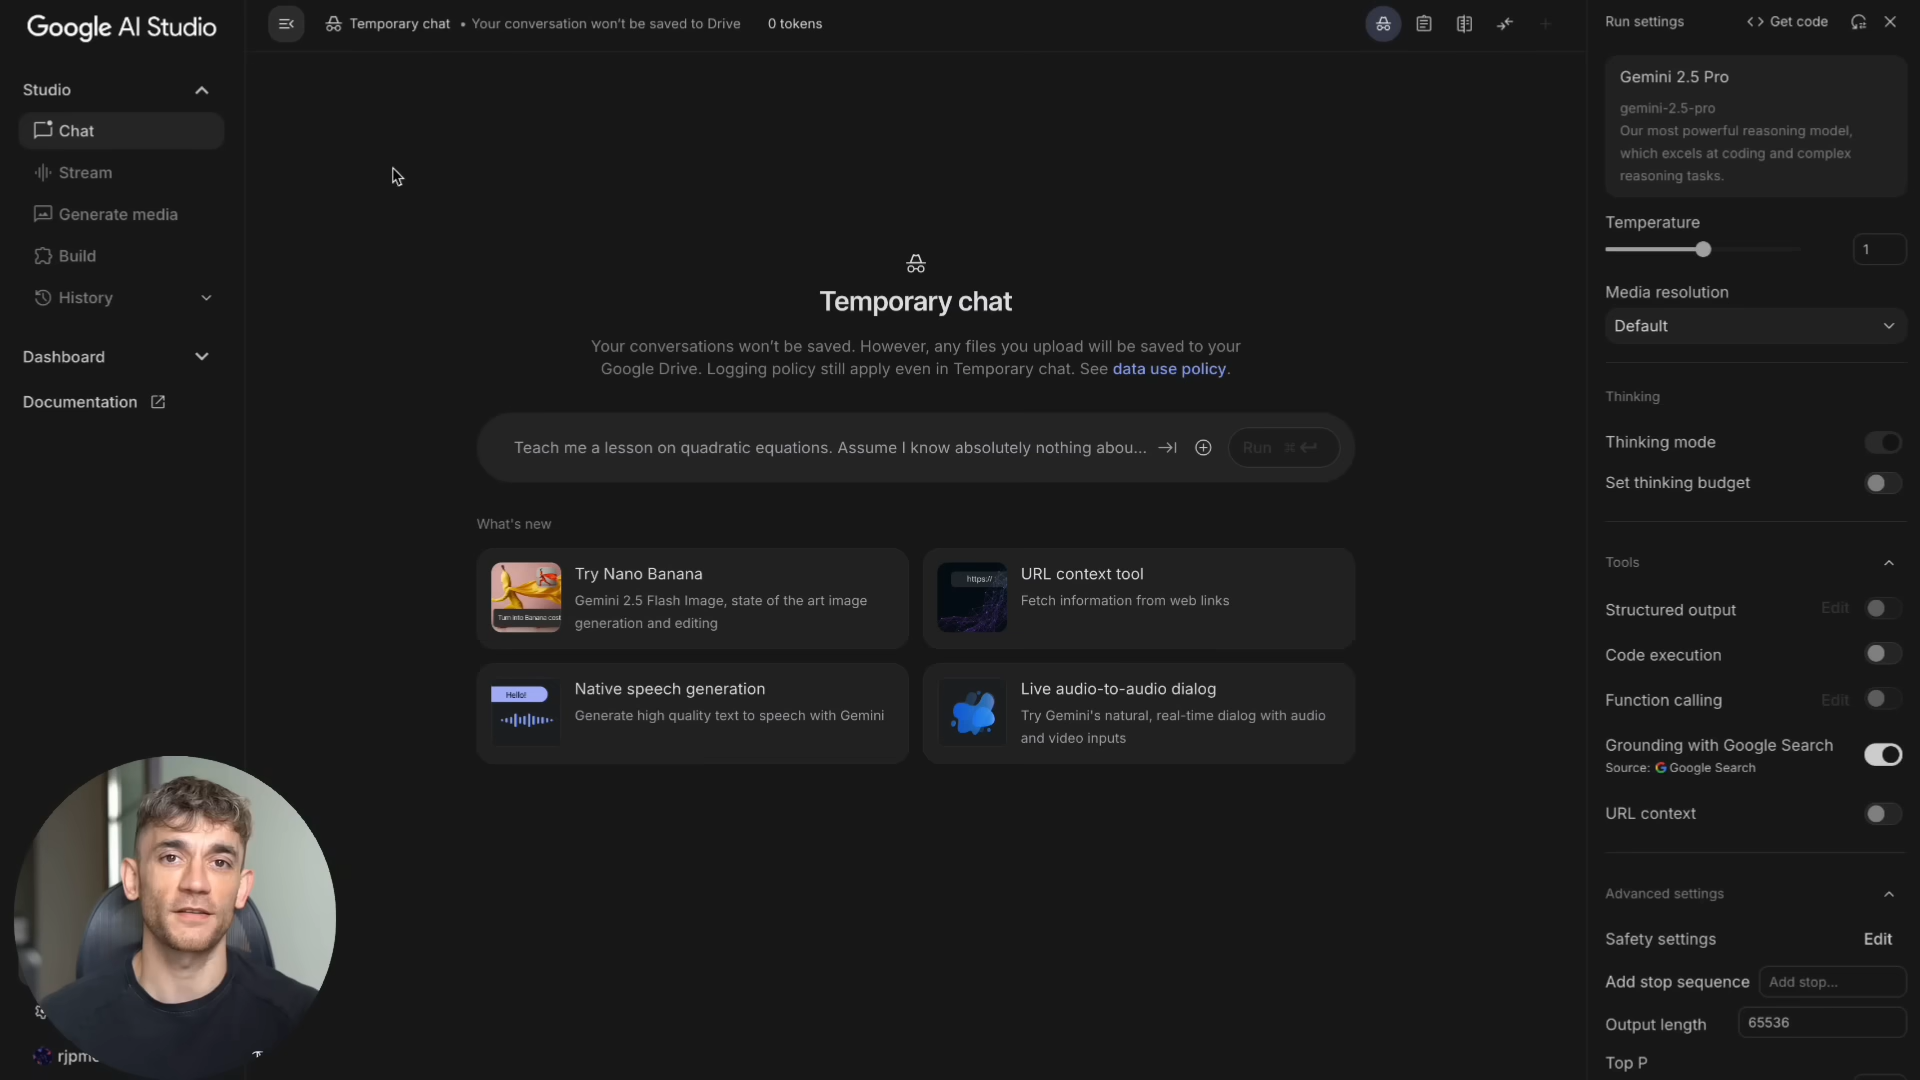 Google AI Studio
Studio
Chat
Stream
Generate media
Build
History
Dashboard
Documentation
Temporary chat • Your conversation won't be saved to Drive 0 tokens
Temporary chat
Your conversations won't be saved. However, any files you upload will be saved to your
Google Drive. Logging policy still apply even in Temporary chat. See data use policy.
Teach me a lesson on quadratic equations. Assume I know absolutely nothing abou...
Run ⌘
What's new
Try Nano Banana
Gemini 2.5 Flash Image, state of the art image
generation and editing
Turn into Banana cost
https://
URL context tool
Fetch information from web links
Hello!
Native speech generation
Generate high quality text to speech with Gemini
Live audio-to-audio dialog
Try Gemini's natural, real-time dialog with audio
and video inputs
Run settings
<> Get code
Gemini 2.5 Pro
gemini-2.5-pro
Our most powerful reasoning model,
which excels at coding and complex
reasoning tasks.
Temperature
1
Media resolution
Default
Thinking
Thinking mode
Set thinking budget
Tools
Structured output Edit
Code execution
Function calling Edit
Grounding with Google Search
Source: Google Search
URL context
Advanced settings
Safety settings Edit
Add stop sequence Add stop...
Output length 65536
Top P